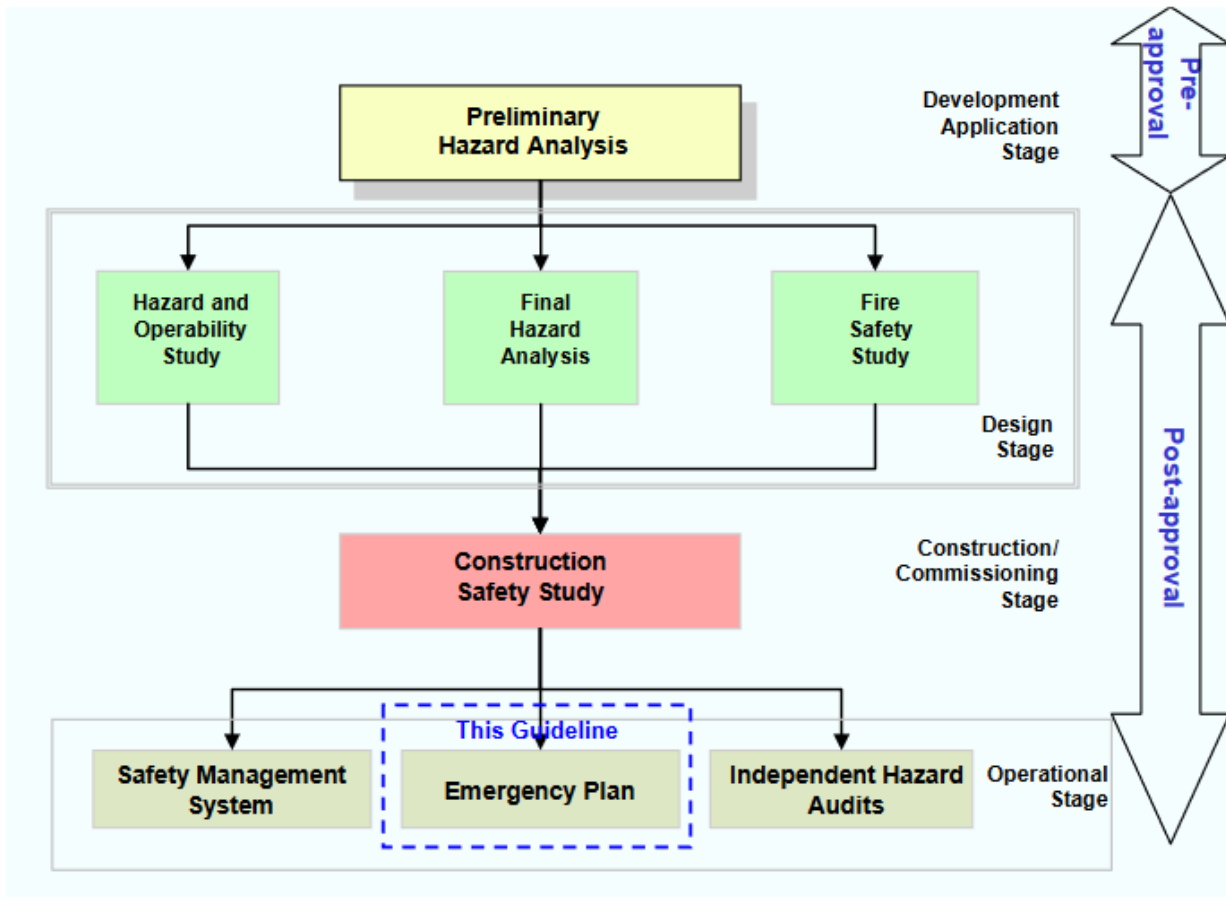 Pre-
approval
Preliminary
Hazard Analysis
Development
Application
Stage
Hazard and
Operability
Study
Final
Hazard
Analysis
Fire
Safety
Study
Design
Stage
Post-approval
Construction
Safety Study
Construction/
Commissioning
Stage
This Guideline
Safety Management
System
Emergency Plan
Independent Hazard
Audits
Operational
Stage